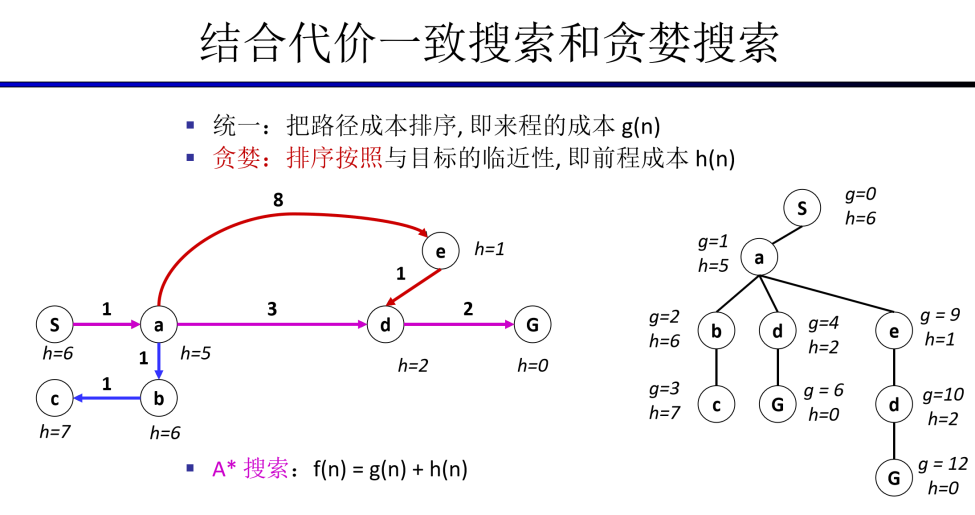 结合代价一致搜索和贪婪搜索
▪ 统一：把路径成本排序, 即来程的成本 g(n)
▪ 贪婪：排序按照与目标的临近性, 即前程成本 h(n)
8
e
h=1
1
S
1
a
3
d
2
G
h=6
1
h=5
h=2
h=0
c
1
b
h=7
h=6
▪ A* 搜索：f(n) = g(n) + h(n)
S
g=0
h=6
g=1
h=5
a
g=2
h=6
b
d
g=4
h=2
e
g = 9
h=1
g=3
h=7
c
G
g = 6
h=0
d
g=10
h=2
G
g = 12
h=0